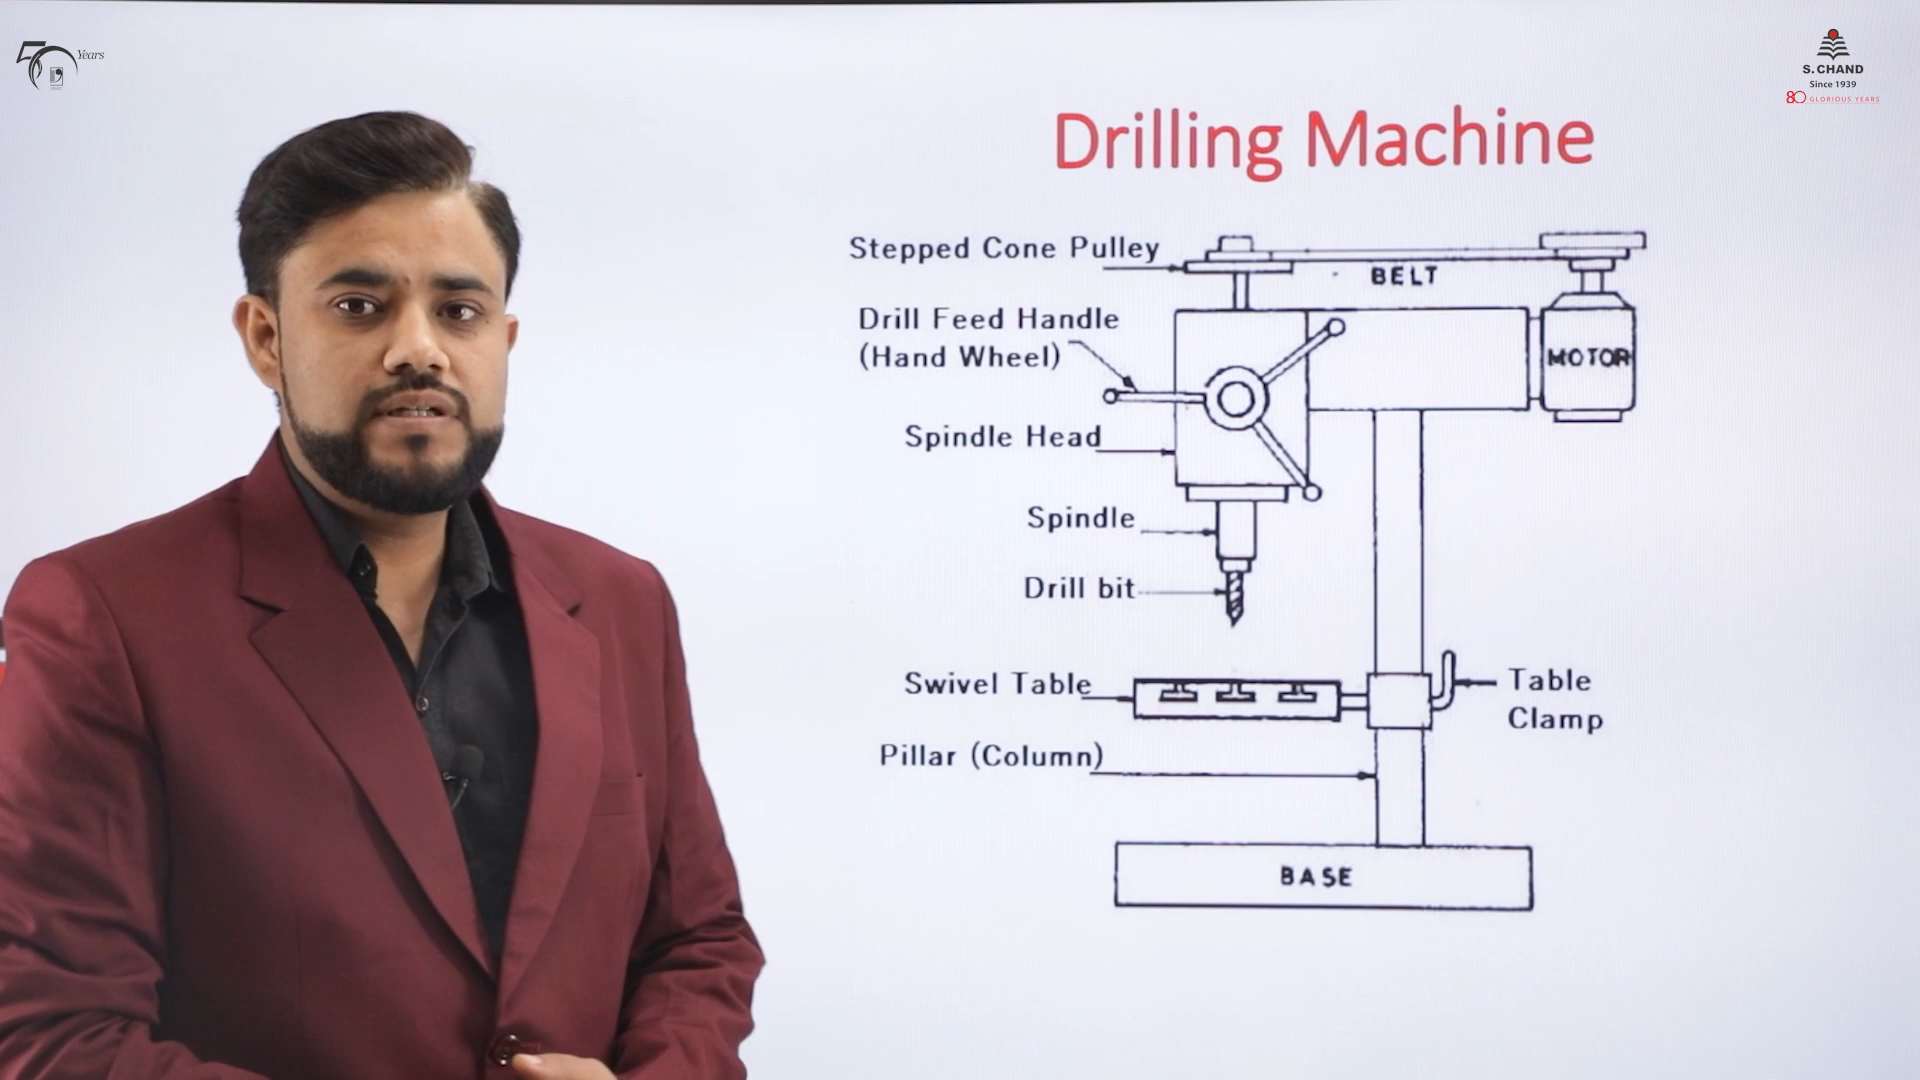 50 Years
S. CHAND
Since 1939
80 GLORIOUS YEARS
Drilling Machine
Stepped Cone Pulley
BELT
Drill Feed Handle
(Hand Wheel)
MOTOR
Spindle Head
Spindle
Drill bit
Swivel Table
Table
Clamp
Pillar (Column)
BASE